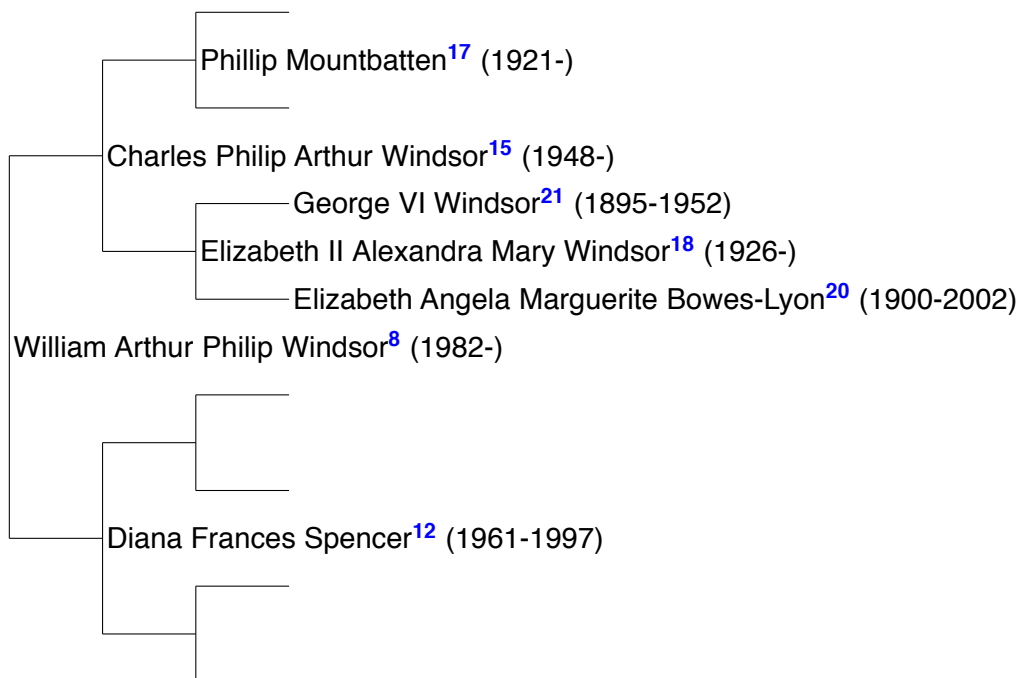 Phillip Mountbatten17 (1921-)
Charles Philip Arthur Windsor15 (1948-)
George VI Windsor21 (1895-1952)
Elizabeth II Alexandra Mary Windsor18 (1926-)
Elizabeth Angela Marguerite Bowes-Lyon20 (1900-2002)
William Arthur Philip Windsor8 (1982-)
Diana Frances Spencer12 (1961-1997)